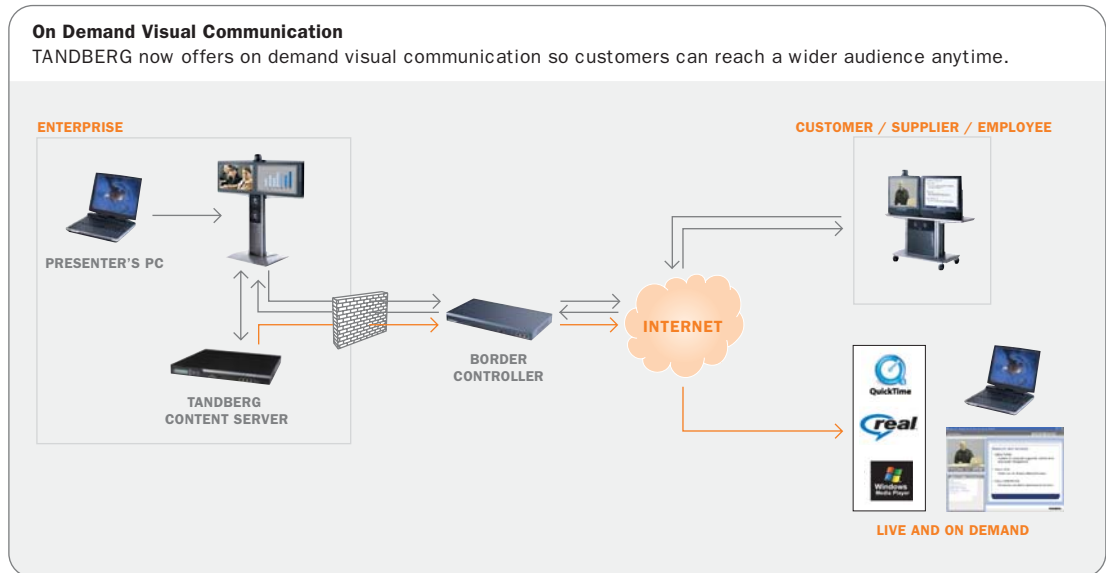 On Demand Visual Communication
TANDBERG now offers on demand visual communication so customers can reach a wider audience anytime.
ENTERPRISE
CUSTOMER / SUPPLIER / EMPLOYEE
PRESENTER'S PC
INTERNET
BORDER
CONTROLLER
TANDBERG
CONTENT SERVER
QuickTime
real
Windows
Media Player
LIVE AND ON DEMAND